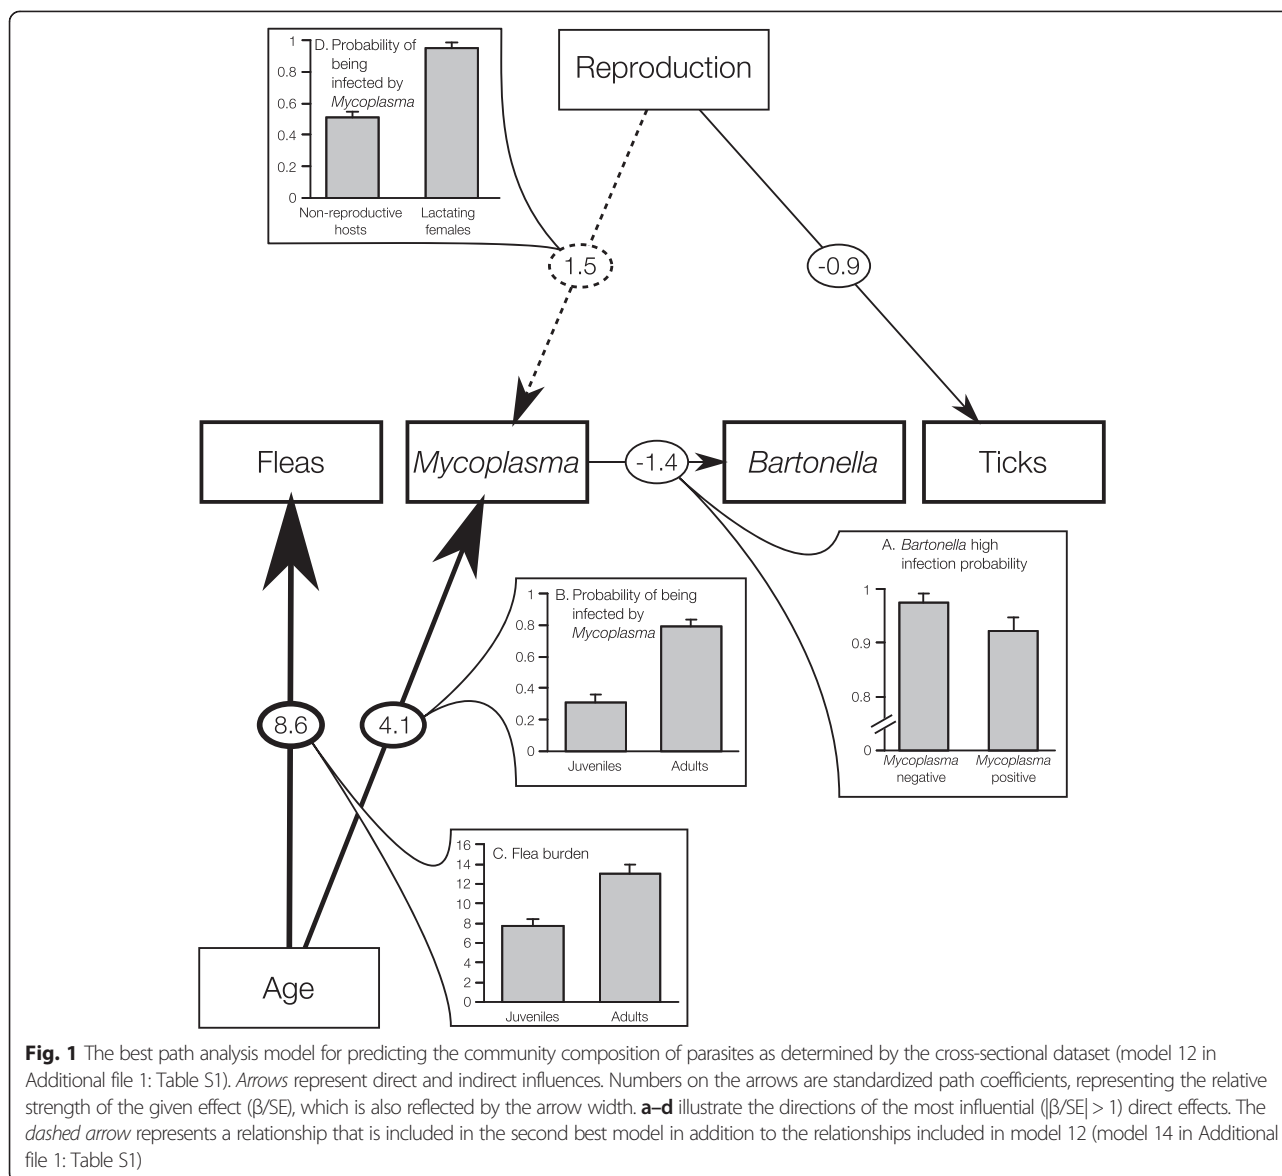 D. Probability of
being
infected by
Mycoplasma
1
0.8
0.6
0.4
0.2
0
Non-reproductive
hosts
Lactating
females
Reproduction
1.5
-0.9
Fleas
Mycoplasma
-1.4
Bartonella
Ticks
A. Bartonella high
infection probability
1
0.9
0.8
0
Mycoplasma
negative
Mycoplasma
positive
B. Probability of being
infected by
Mycoplasma
1
0.8
0.6
0.4
0.2
0
Juveniles
Adults
8.6
4.1
C. Flea burden
16
14
12
10
8
6
4
2
0
Juveniles
Adults
Age
Fig. 1 The best path analysis model for predicting the community composition of parasites as determined by the cross-sectional dataset (model 12 in
Additional file 1: Table S1). Arrows represent direct and indirect influences. Numbers on the arrows are standardized path coefficients, representing the relative
strength of the given effect (β/SE), which is also reflected by the arrow width. a–d illustrate the directions of the most influential (|β/SE| > 1) direct effects. The
dashed arrow represents a relationship that is included in the second best model in addition to the relationships included in model 12 (model 14 in Additional
file 1: Table S1)